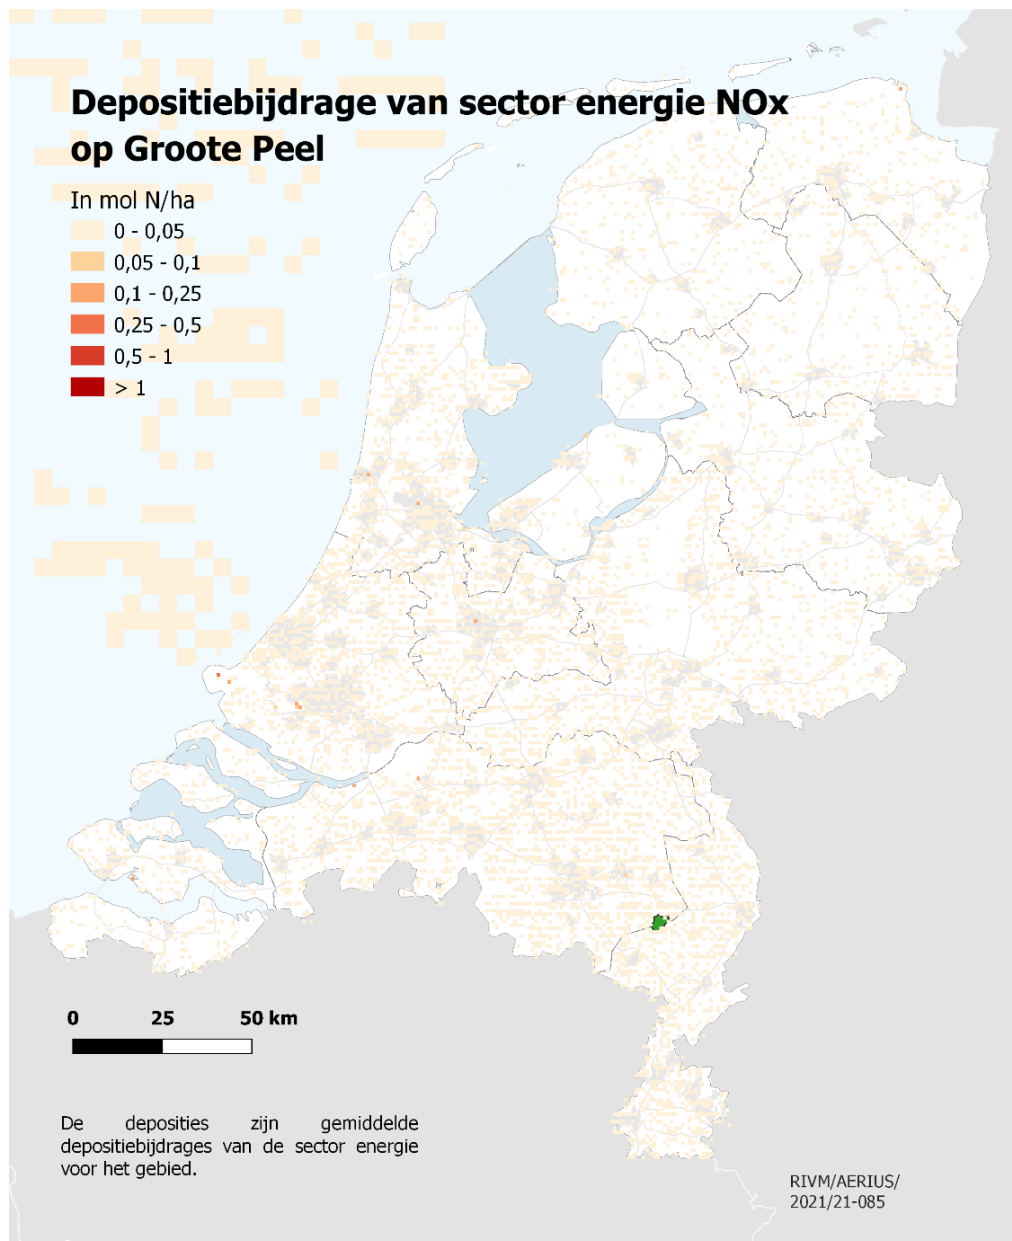 Depositiebijdrage van sector energie NOx
op Groote Peel
In mol N/ha
0 - 0,05
0,05 - 0,1
0,1 - 0,25
0,25 - 0,5
0,5 - 1
> 1
0 25 50 km
De deposities zijn gemiddelde
depositiebijdrages van de sector energie
voor het gebied.
RIVM/AERIUS/
2021/21-085